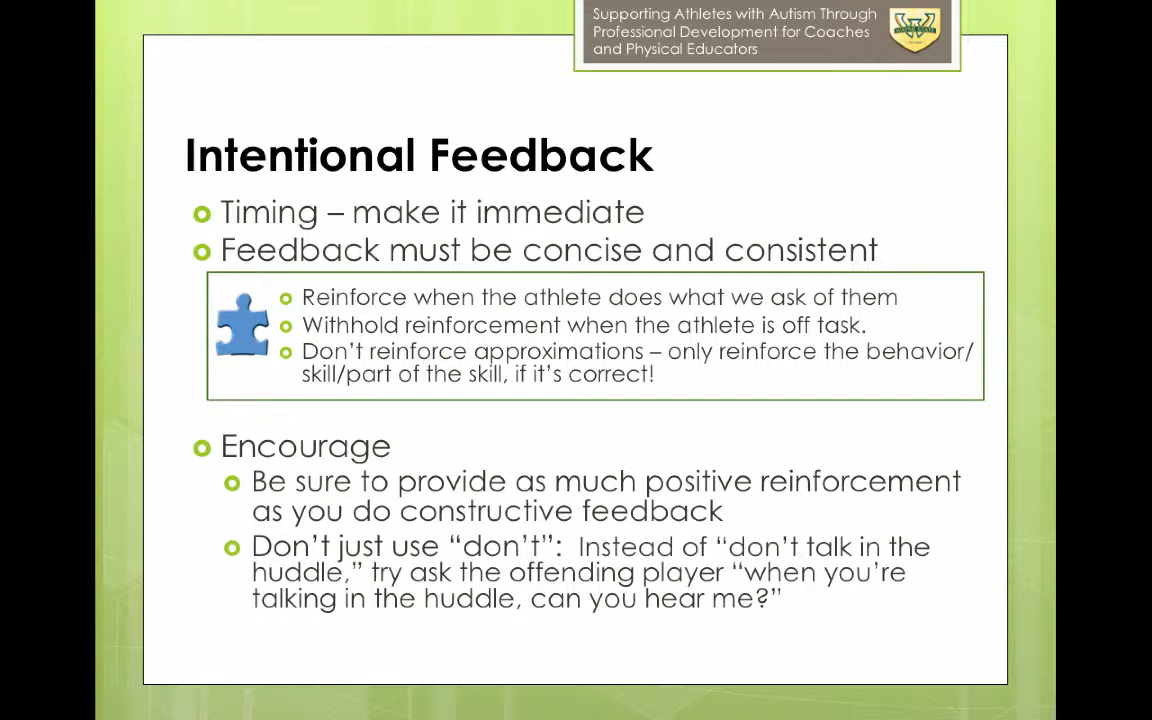 Supporting Athletes with Autism Through
Professional Development for Coaches
and Physical Educators
Intentional Feedback
Timing – make it immediate
Feedback must be concise and consistent
Reinforce when the athlete does what we ask of them
Withhold reinforcement when the athlete is off task.
Don’t reinforce approximations – only reinforce the behavior/
skill/part of the skill, if it’s correct!
Encourage
Be sure to provide as much positive reinforcement
as you do constructive feedback
Don’t just use “don’t”: Instead of “don’t talk in the
huddle,” try ask the offending player “when you’re
talking in the huddle, can you hear me?”